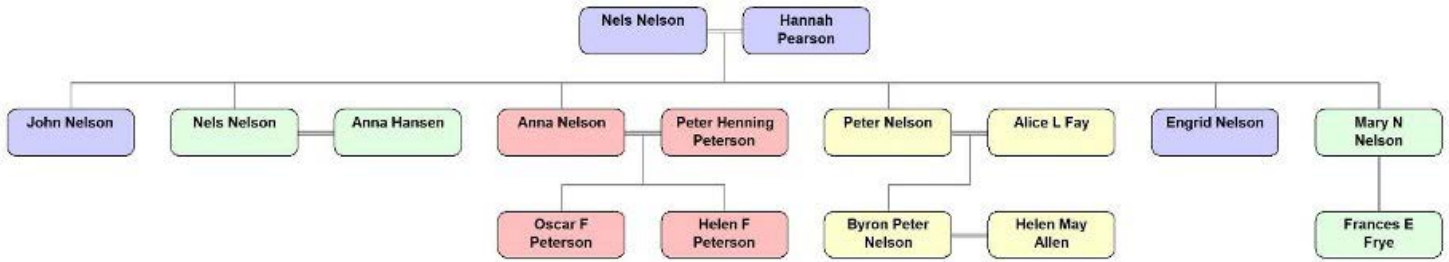 Nels Nelson
Hannah
Pearson
John Nelson
Nels Nelson
Anna Hansen
Anna Nelson
Peter Henning
Peterson
Peter Nelson
Alice L Fay
Engrid Nelson
Mary N
Nelson
Oscar F
Peterson
Helen F
Peterson
Byron Peter
Nelson
Helen May
Allen
Frances E
Frye